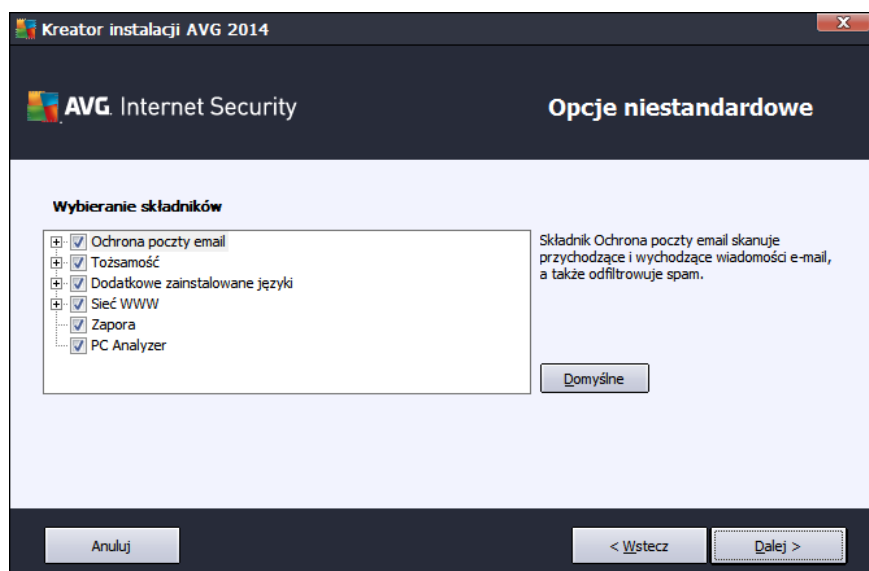 Kreator instalacji AVG 2014
AVG. Internet Security
Opcje niestandardowe
Wybieranie składników
Ochrona poczty email
Tożsamość
Dodatkowe zainstalowane języki
Sieć WWW
Zapora
PC Analyzer
Składnik Ochrona poczty email skanuje
przychodzące i wychodzące wiadomości e-mail,
a także odfiltrowuje spam.
Domyślne
Anuluj
< Wstecz
Dalej >